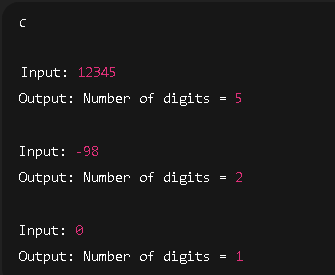 c
Input: 12345
Output: Number of digits = 5
Input: -98
Output: Number of digits = 2
Input: 0
Output: Number of digits = 1